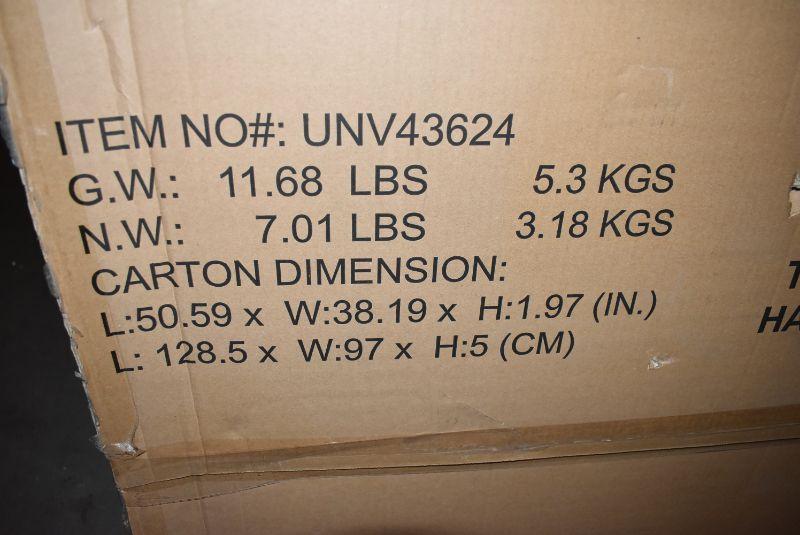 ITEM NO#: UNV43624
G.W.: 11.68 LBS 5.3 KGS
N.W.: 7.01 LBS 3.18 KGS
CARTON DIMENSION:
L:50.59 x W:38.19 x H:1.97 (IN.)
L: 128.5 x W:97 x H:5 (CM)